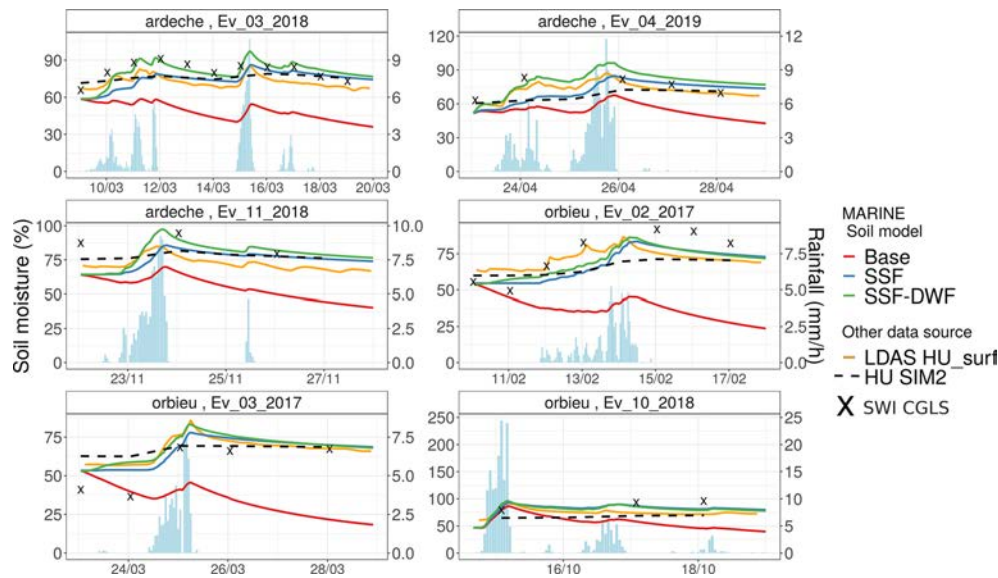 ardeche , Ev_03_2018
ardeche , Ev_04_2019
90
60
30
0
9
6
3
0
10/03 12/03 14/03 16/03 18/03 20/03
120
90
60
30
0
12
9
6
3
0
24/04 26/04 28/04
ardeche , Ev_11_2018
orbieu , Ev_02_2017
Soil moisture (%)
100
75
50
25
0
10.0
7.5
5.0
2.5
0.0
23/11 25/11 27/11
100
75
50
25
0
7.5
5.0
2.5
0.0
11/02 13/02 15/02 17/02
Rainfall (mm/h)
orbieu , Ev_03_2017
orbieu , Ev_10_2018
75
50
25
0
7.5
5.0
2.5
0.0
24/03 26/03 28/03
250
200
150
100
50
0
25
20
15
10
5
0
16/10 18/10
MARINE
Soil model
Base
SSF
SSF-DWF
Other data source
LDAS HU_surf
HU SIM2
X SWI CGLS